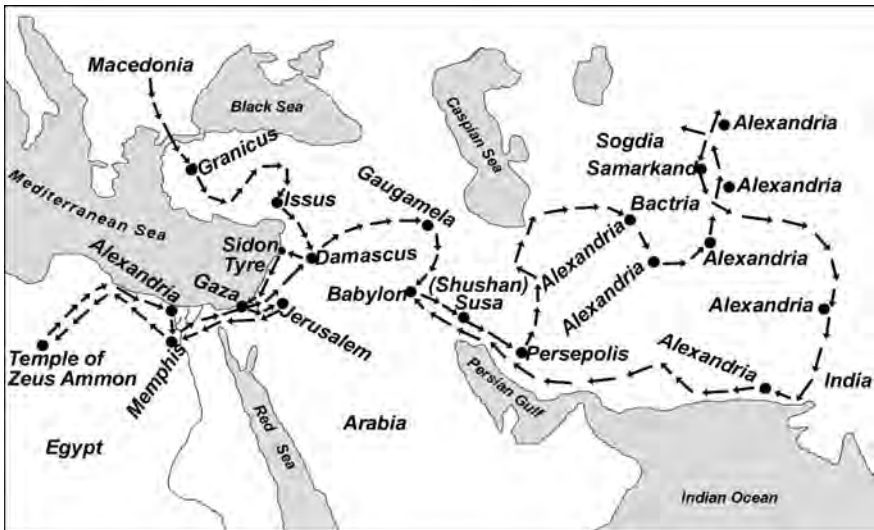 Macedonia
Black Sea
Caspian Sea
Alexandria
Sogdia
Granicus
Samarkand
Mediterranean Sea
Issus
Gaugamela
Alexandria
Bactria
Sidon
Tyre
Damascus
Alexandria
Alexandria
Alexandria
Gaza
Babylon
(Shushan)
Susa
Alexandria
Alexandria
Jerusalem
Temple of
Zeus Ammon
Memphis
Persepolis
Alexandria
India
Persian Gulf
Egypt
Red Sea
Arabia
Indian Ocean